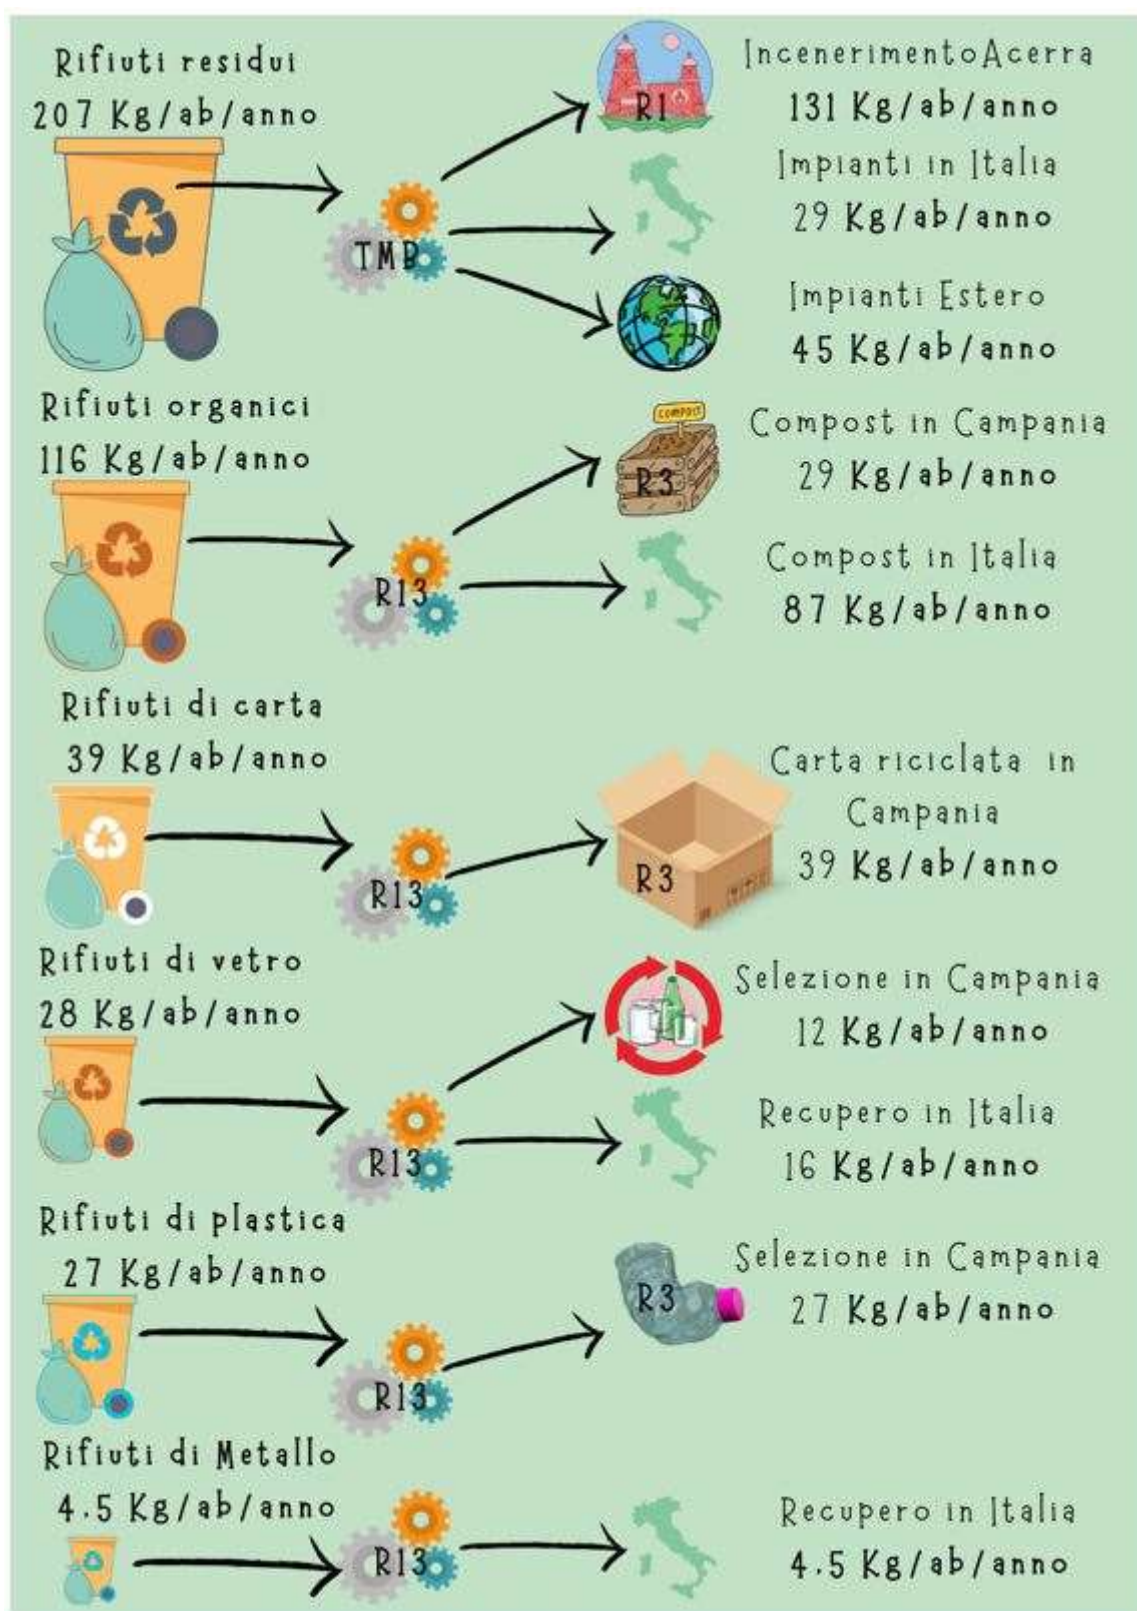 Rifiuti residui
207 Kg/ab/anno
TMB
R1
Incenerimento Acerra
131 Kg/ab/anno
Impianti in Italia
29 Kg/ab/anno
Impianti Estero
45 Kg/ab/anno
Rifiuti organici
116 Kg/ab/anno
R13
COMPOST
R3
Compost in Campania
29 Kg/ab/anno
Compost in Italia
87 Kg/ab/anno
Rifiuti di carta
39 Kg/ab/anno
R13
R3
Carta riciclata in
Campania
39 Kg/ab/anno
Rifiuti di vetro
28 Kg/ab/anno
R13
Selezione in Campania
12 Kg/ab/anno
Recupero in Italia
16 Kg/ab/anno
Rifiuti di plastica
27 Kg/ab/anno
R13
R3
Selezione in Campania
27 Kg/ab/anno
Rifiuti di Metallo
4.5 Kg/ab/anno
R13
Recupero in Italia
4.5 Kg/ab/anno